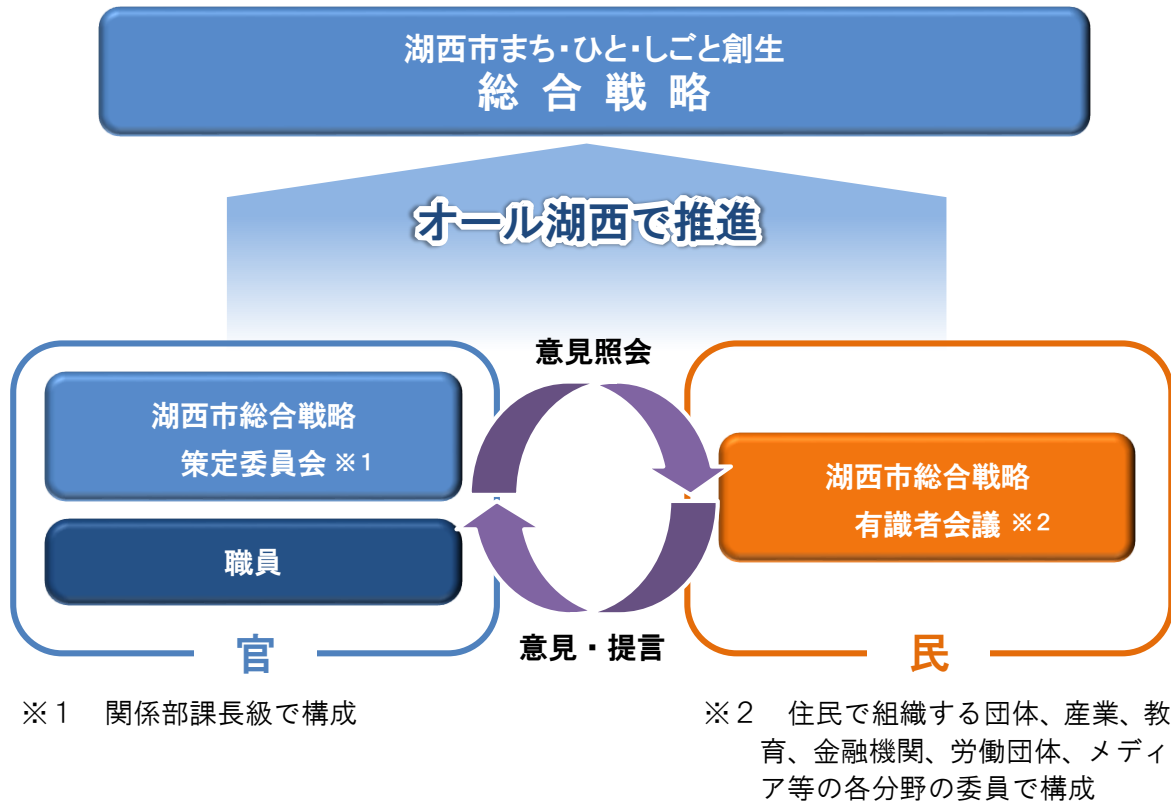 湖西市まち・ひと・しごと創生
総合戦略
オール湖西で推進
意見照会
湖西市総合戦略
策定委員会 ※1
職員
湖西市総合戦略
有識者会議 ※2
意見・提言
官
民
※１　関係部課長級で構成
※２　住民で組織する団体、産業、教
育、金融機関、労働団体、メディ
ア等の各分野の委員で構成